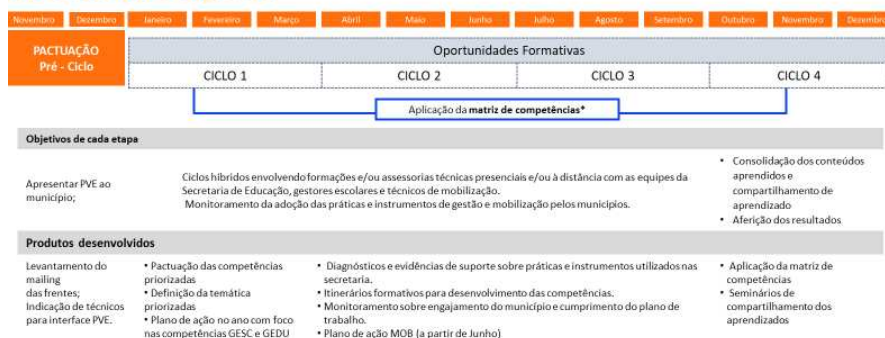 Novembro Dezembro Janeiro Fevereiro Março Abril Maio Junho Julho Agosto Setembro Outubro Novembro Dezembro
PACTUAÇÃO
Pré - Ciclo
Oportunidades Formativas
CICLO 1 CICLO 2 CICLO 3 CICLO 4
Aplicação da matriz de competências*
Objetivos de cada etapa
Apresentar PVE ao
município;
Ciclos híbridos envolvendo formações e/ou assessorias técnicas presenciais e/ou à distância com as equipes da
Secretaria de Educação, gestores escolares e técnicos de mobilização.
Monitoramento da adoção das práticas e instrumentos de gestão e mobilização pelos municípios.
• Consolidação dos conteúdos
aprendidos e
compartilhamento de
aprendizado
• Aferição dos resultados
Produtos desenvolvidos
Levantamento do
mailing
das frentes;
Indicação de técnicos
para interface PVE.
• Pactuação das competências
priorizadas
• Definição da temática
priorizadas
• Plano de ação no ano com foco
nas competências GESC e GEDU
• Diagnósticos e evidências de suporte sobre práticas e instrumentos utilizados nas
secretaria.
• Itinerários formativos para desenvolvimento das competências.
• Monitoramento sobre engajamento do município e cumprimento do plano de
trabalho.
• Plano de ação MOB (a partir de Junho)
• Aplicação da matriz de
competências
• Seminários de
compartilhamento dos
aprendizados